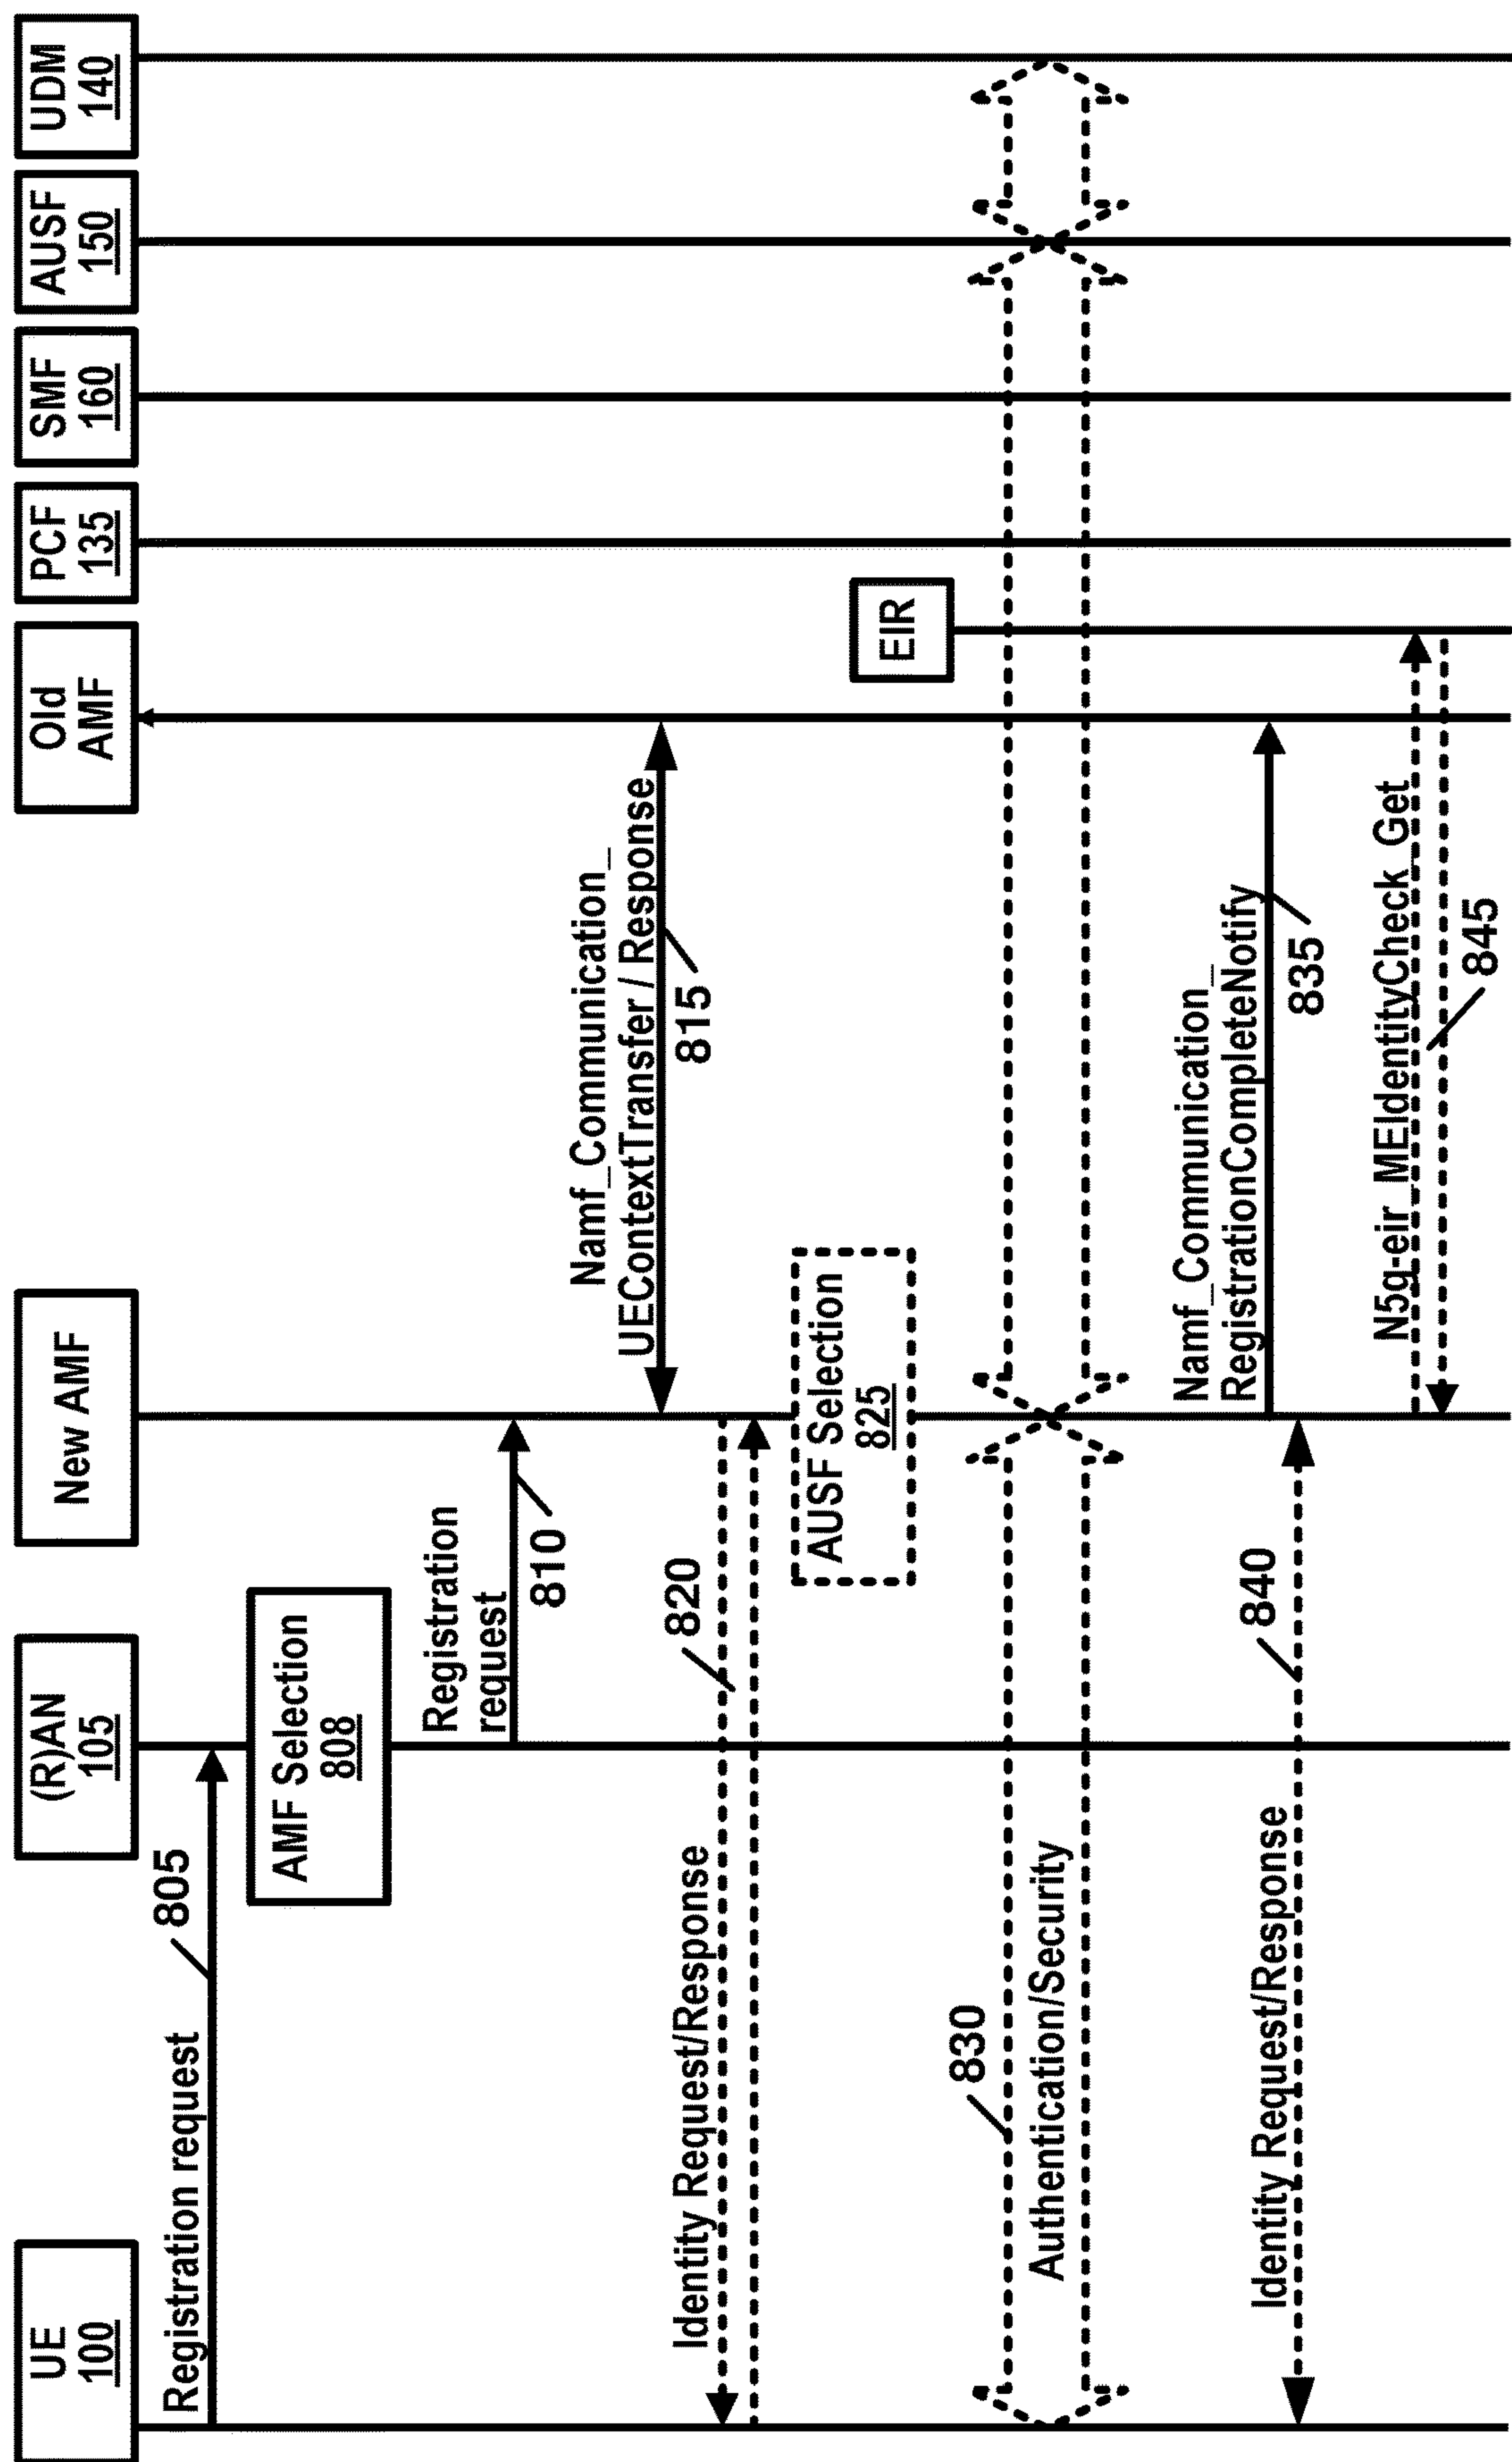 UE
100
(R)AN
105
New AMF
Old
AMF
PCF
135
SMF
160
AUSF
150
UDM
140
Registration request
805
AMF Selection
808
Registration
request
810
Namf_Communication_
UEContextTransfer / Response
815
Identity Request/Response
820
AUSF Selection
825
EIR
830
Authentication/Security
Namf_Communication_
RegistrationCompleteNotify
835
Identity Request/Response
840
N5g-eir_MEIdentityCheck_Get
845